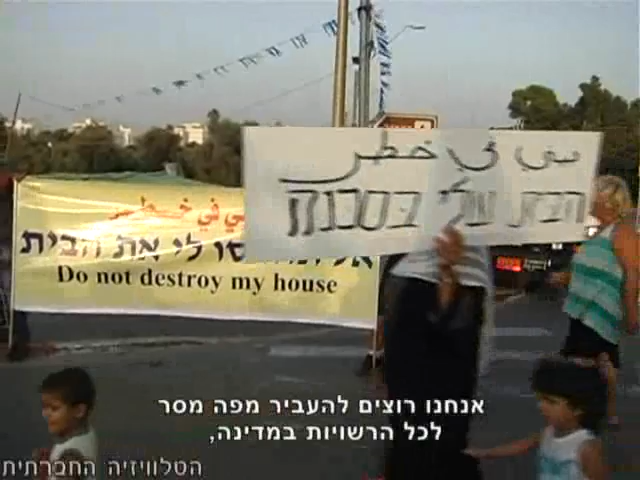 بيتي في خطر
הבית שלי בסכנה
تي في خطر
אל תהרסו לי את הבית
Do not destroy my house
אנחנו רוצים להעביר מפה מסר
לכל הרשויות במדינה,
הטלוויזיה החברתית